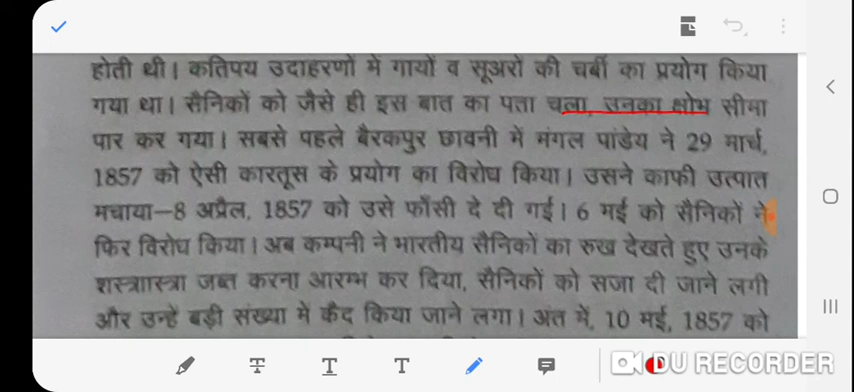 होती थी। कतिपय उदाहरणों में गायों व सूअरों की चर्बी का प्रयोग किया
गया था। सैनिकों को जैसे ही इस बात का पता चला, उनका क्षोभ सीमा
पार कर गया। सबसे पहले बैरकपुर छावनी में मंगल पांडेय ने 29 मार्च,
1857 को ऐसी कारतूस के प्रयोग का विरोध किया। उसने काफी उत्पात
मचाया–8 अप्रैल, 1857 को उसे फाँसी दे दी गई। 6 मई को सैनिकों ने
फिर विरोध किया। अब कम्पनी ने भारतीय सैनिकों का रुख देखते हुए उनके
शस्त्राास्त्रा जब्त करना आरम्भ कर दिया, सैनिकों को सजा दी जाने लगी
और उन्हें बड़ी संख्या में कैद किया जाने लगा। अंत में, 10 मई, 1857 को
T T T
DU RECORDER